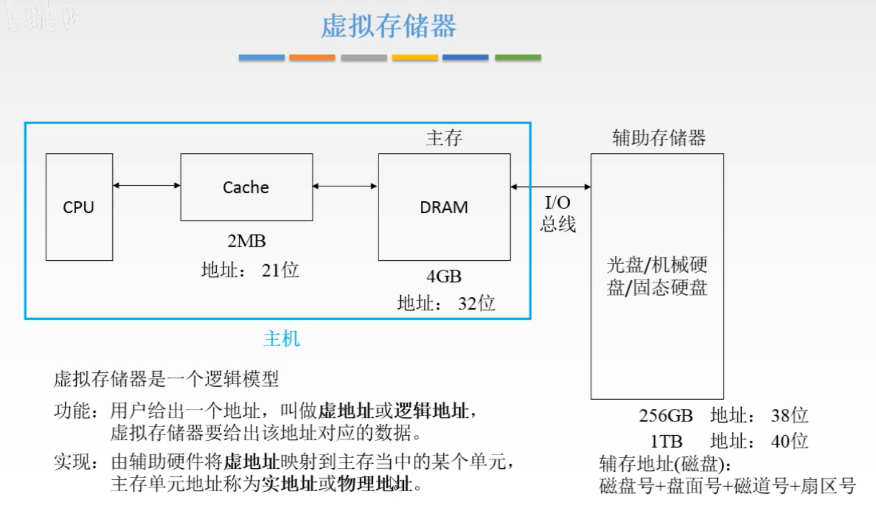 虚拟存储器
主存
辅助存储器
CPU
Cache
DRAM
I/O
总线
光盘/机械硬
盘/固态硬盘
2MB
地址： 21位
4GB
地址： 32位
主机
256GB 地址： 38位
1TB 地址： 40位
辅存地址(磁盘)：
磁盘号+盘面号+磁道号+扇区号
虚拟存储器是一个逻辑模型
功能：用户给出一个地址，叫做虚地址或逻辑地址，
虚拟存储器要给出该地址对应的数据。
实现：由辅助硬件将虚地址映射到主存当中的某个单元，
主存单元地址称为实地址或物理地址。